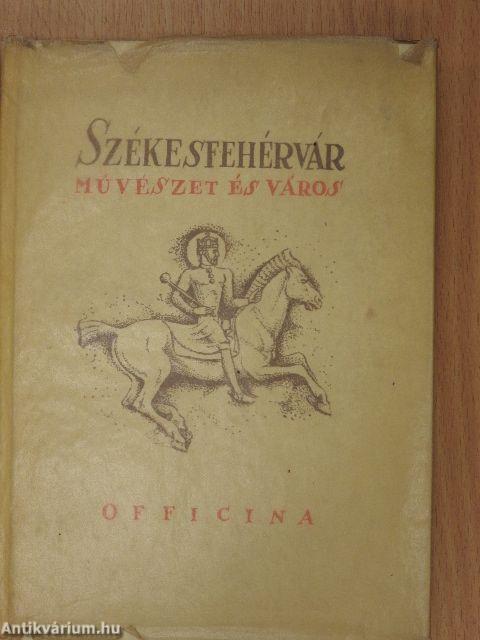 SZÉKESFEHÉRVÁR
MŰVÉSZET ÉS VÁROS
OFFICINA
Antikvárium.hu